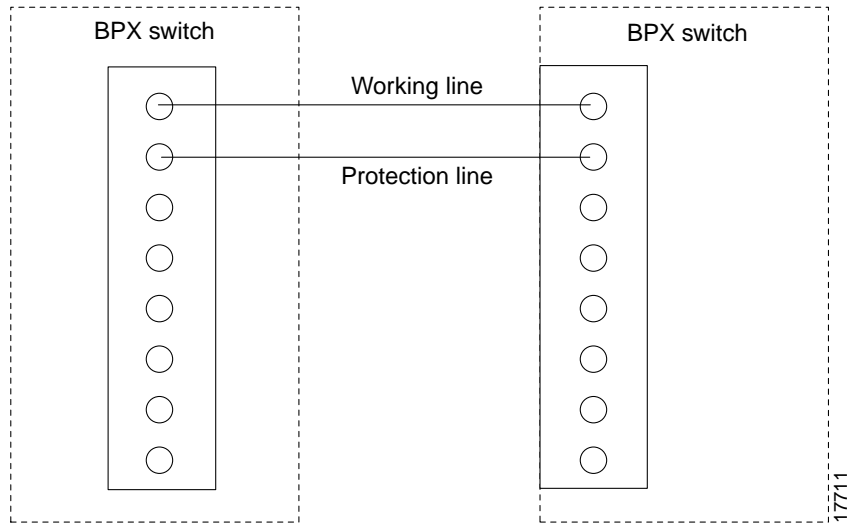 BPX switch
BPX switch
Working line
Protection line
17711